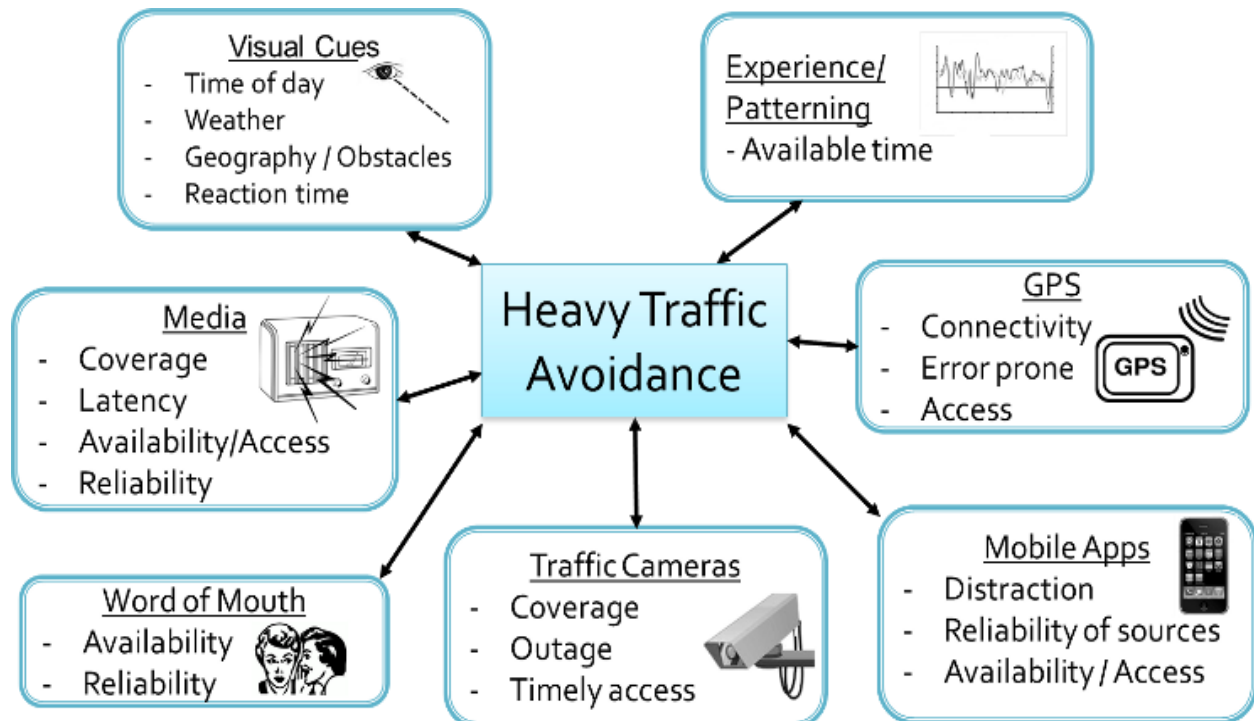 Visual Cues
- Time of day
- Weather
- Geography / Obstacles
- Reaction time
Experience/
Patterning
- Available time
Heavy Traffic
Avoidance
Media
- Coverage
- Latency
- Availability/Access
- Reliability
GPS
- Connectivity
- Error prone
- Access
GPS
Word of Mouth
- Availability
- Reliability
Traffic Cameras
- Coverage
- Outage
- Timely access
Mobile Apps
- Distraction
- Reliability of sources
- Availability / Access